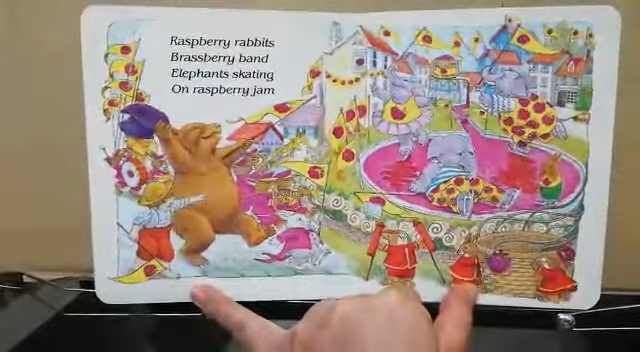 Raspberry rabbits
Brassberry band
Elephants skating
On raspberry jam